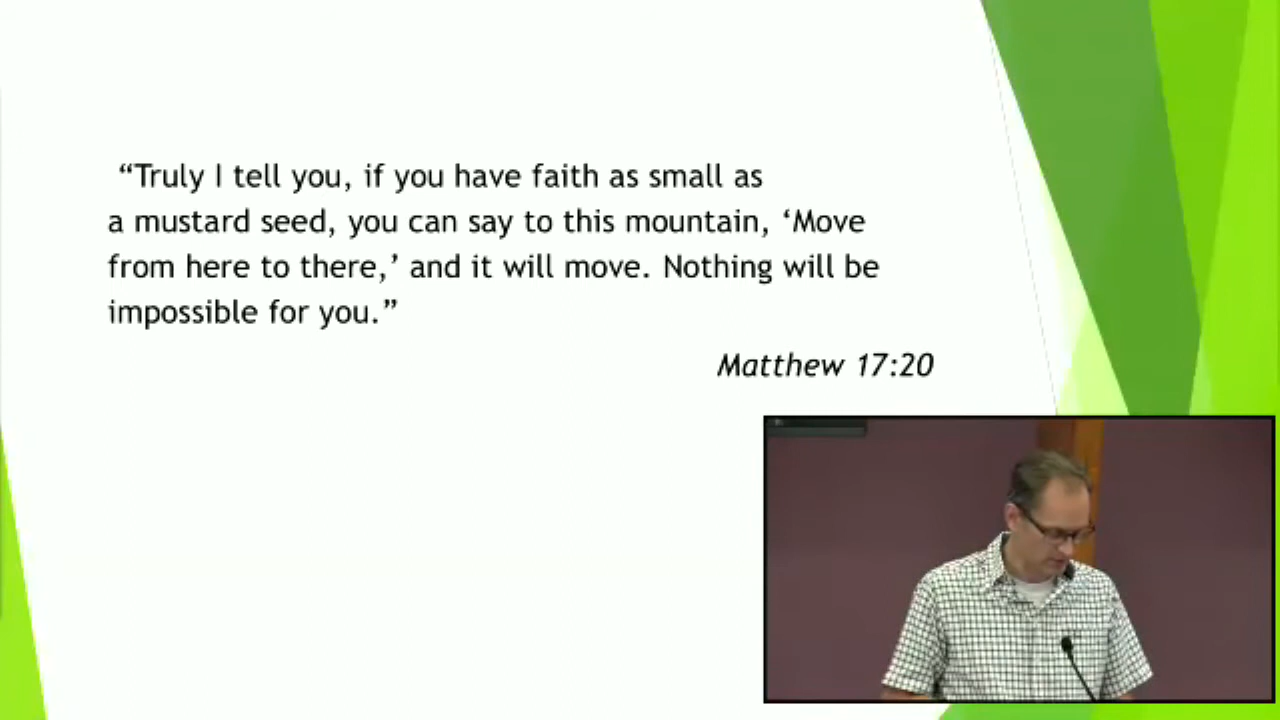 “Truly I tell you, if you have faith as small as
a mustard seed, you can say to this mountain, ‘Move
from here to there,’ and it will move. Nothing will be
impossible for you.”
Matthew 17:20